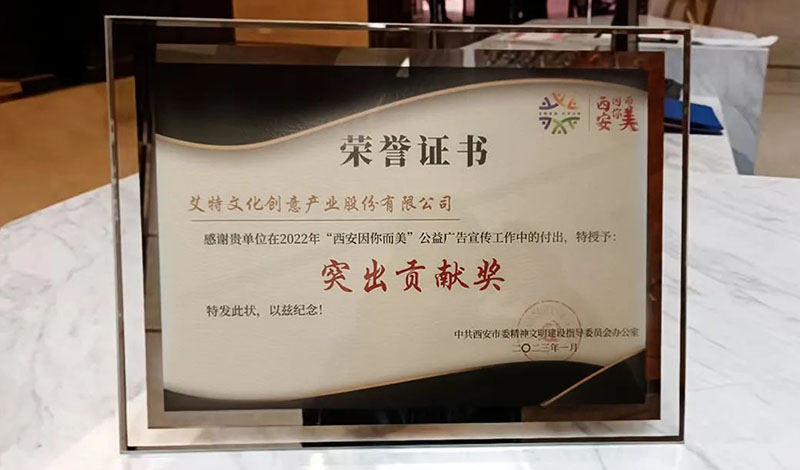 西安因你而美
荣誉证书
艾特文化创意产业股份有限公司
感谢贵单位在2022年“西安因你而美”公益广告宣传工作中的付出，特授予：
突出贡献奖
特发此状，以兹纪念！
中共西安市委精神文明建设指导委员会办公室
二〇二三年一月